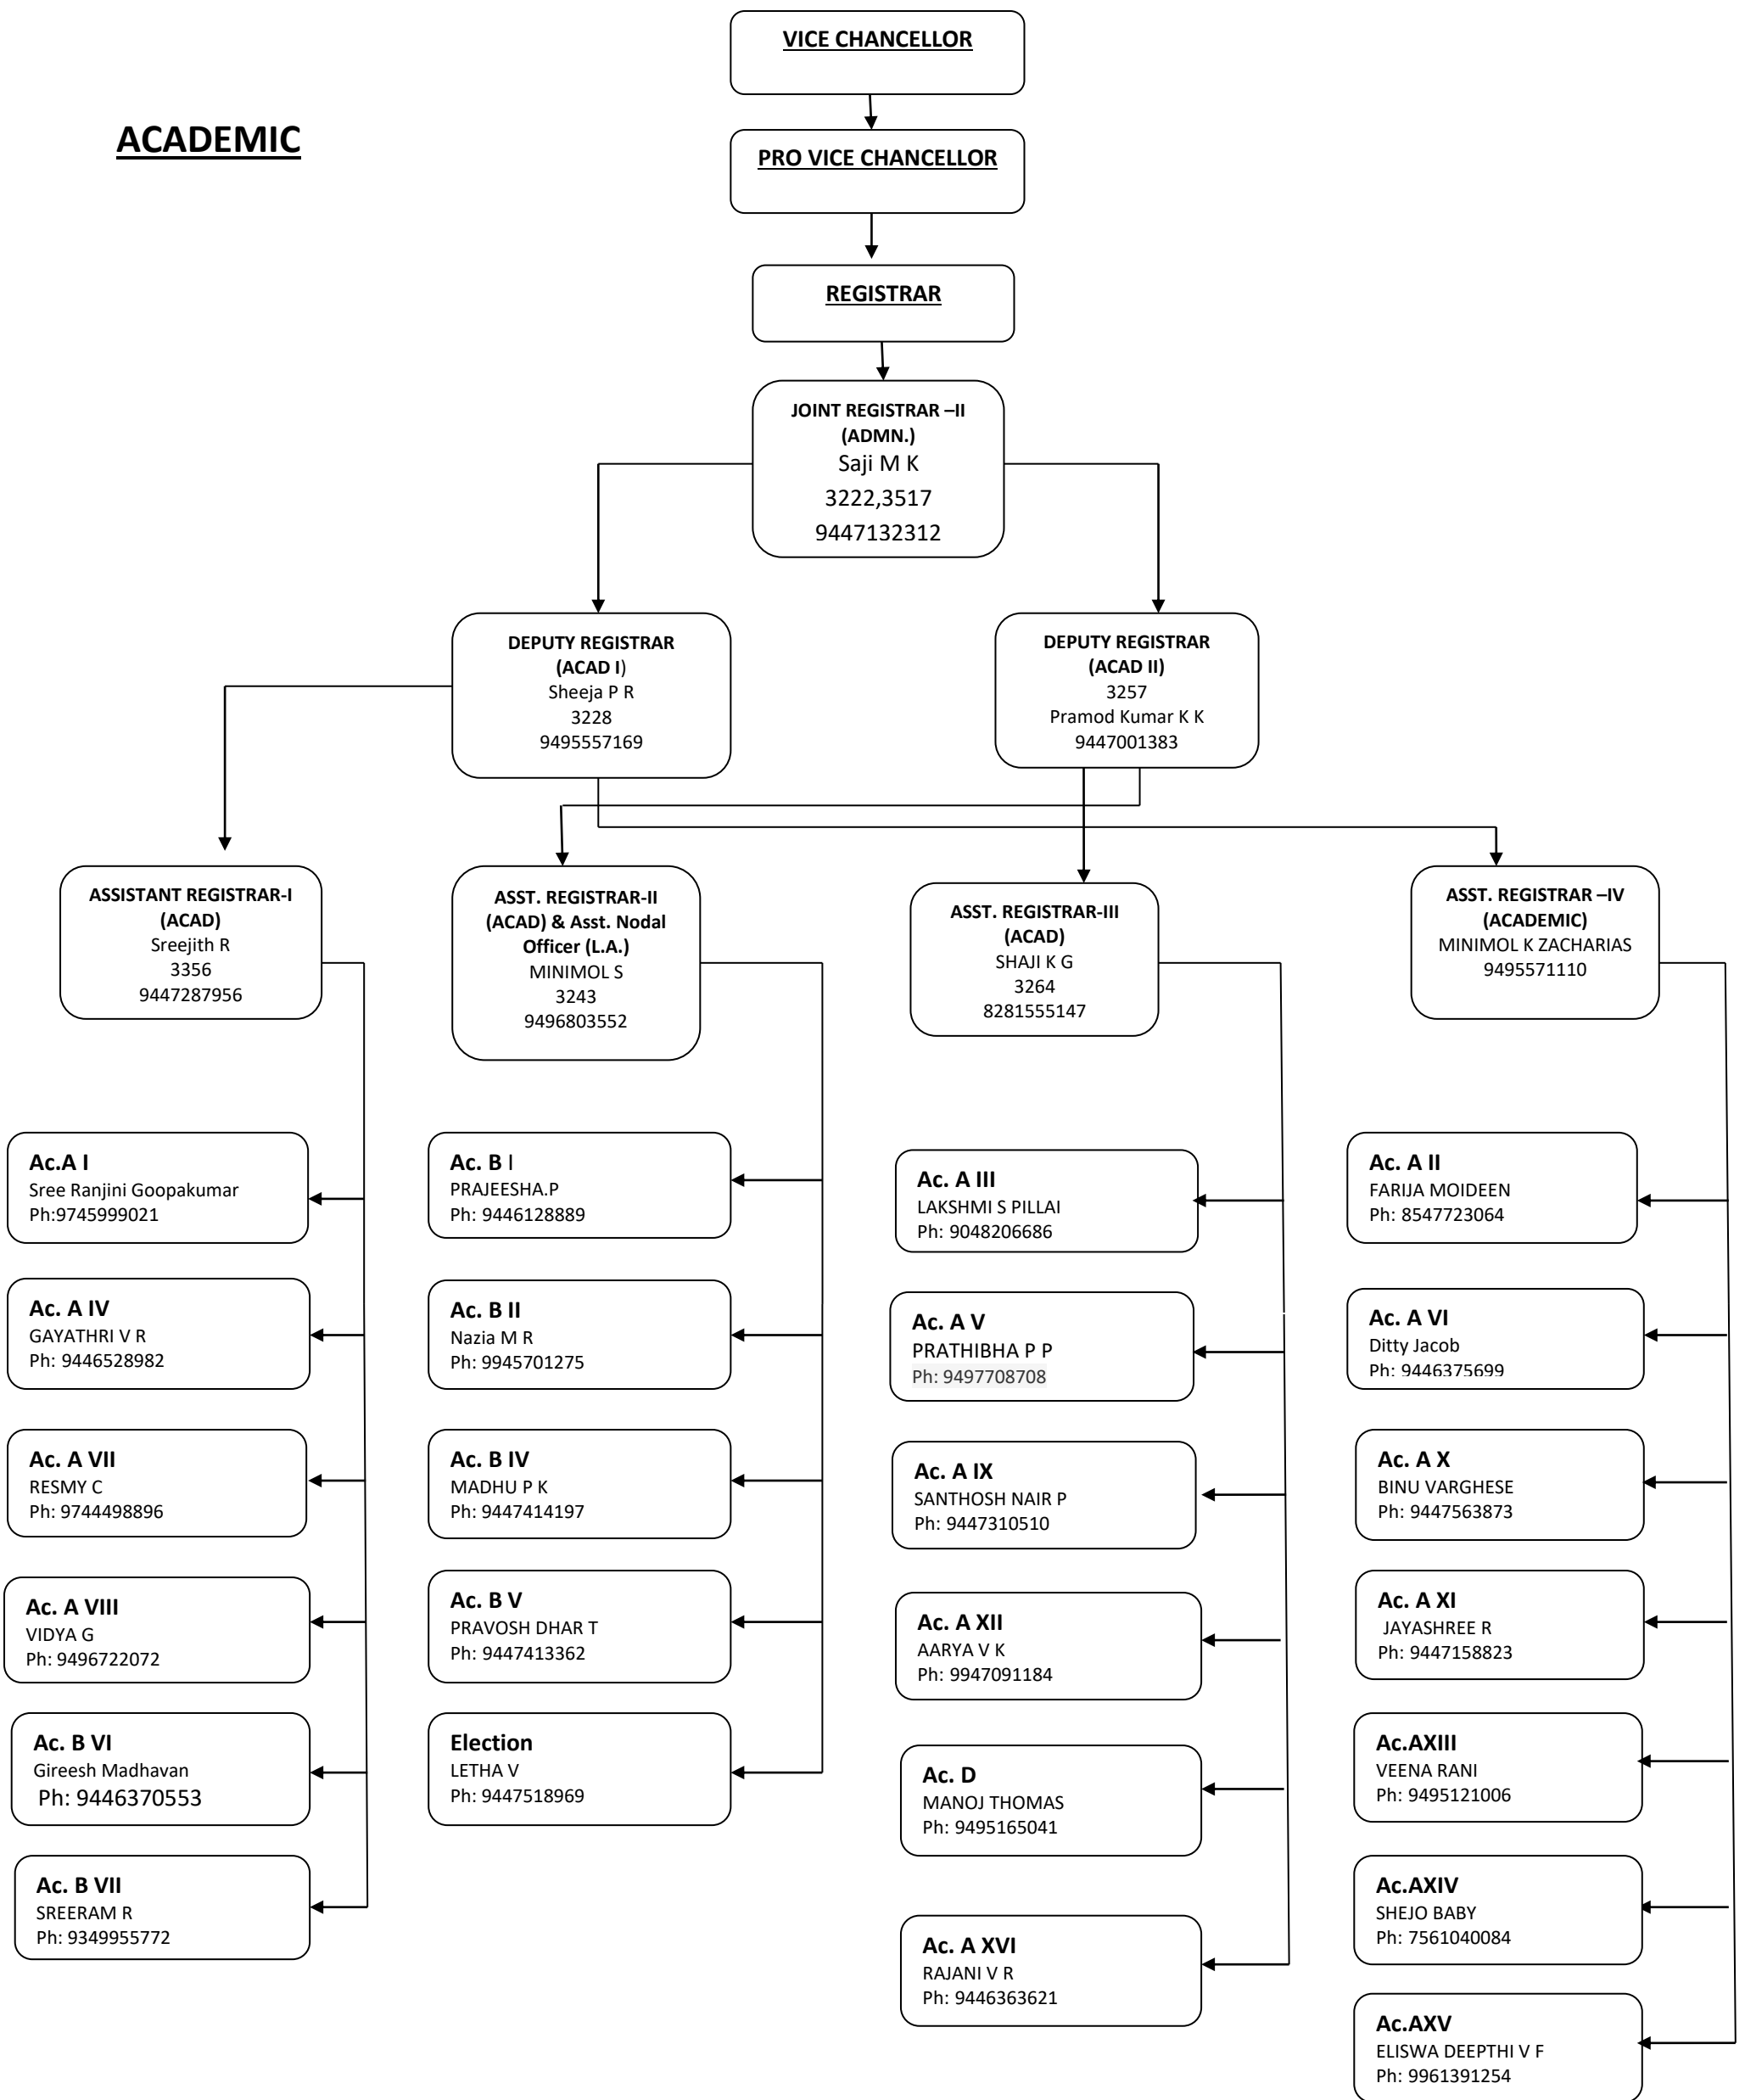 VICE CHANCELLOR
ACADEMIC
PRO VICE CHANCELLOR
REGISTRAR
JOINT REGISTRAR –II
(ADMN.)
Saji M K
3222,3517
9447132312
DEPUTY REGISTRAR
(ACAD I)
Sheeja P R
3228
9495557169
DEPUTY REGISTRAR
(ACAD II)
3257
Pramod Kumar K K
9447001383
ASSISTANT REGISTRAR-I
(ACAD)
Sreejith R
3356
9447287956
ASST. REGISTRAR-II
(ACAD) & Asst. Nodal
Officer (L.A.)
MINIMOL S
3243
9496803552
ASST. REGISTRAR-III
(ACAD)
SHAJI K G
3264
8281555147
ASST. REGISTRAR –IV
(ACADEMIC)
MINIMOL K ZACHARIAS
9495571110
Ac.A I
Sree Ranjini Goopakumar
Ph:9745999021
Ac. A IV
GAYATHRI V R
Ph: 9446528982
Ac. A VII
RESMY C
Ph: 9744498896
Ac. A VIII
VIDYA G
Ph: 9496722072
Ac. B VI
Gireesh Madhavan
Ph: 9446370553
Ac. B VII
SREERAM R
Ph: 9349955772
Ac. B I
PRAJEESHA.P
Ph: 9446128889
Ac. B II
Nazia M R
Ph: 9945701275
Ac. B IV
MADHU P K
Ph: 9447414197
Ac. B V
PRAVOSH DHAR T
Ph: 9447413362
Election
LETHA V
Ph: 9447518969
Ac. A III
LAKSHMI S PILLAI
Ph: 9048206686
Ac. A V
PRATHIBHA P P
Ph: 9497708708
Ac. A IX
SANTHOSH NAIR P
Ph: 9447310510
Ac. A XII
AARYA V K
Ph: 9947091184
Ac. D
MANOJ THOMAS
Ph: 9495165041
Ac. A XVI
RAJANI V R
Ph: 9446363621
Ac. A II
FARIJA MOIDEEN
Ph: 8547723064
Ac. A VI
Ditty Jacob
Ph: 9446375699
Ac. A X
BINU VARGHESE
Ph: 9447563873
Ac. A XI
JAYASHREE R
Ph: 9447158823
Ac.AXIII
VEENA RANI
Ph: 9495121006
Ac.AXIV
SHEJO BABY
Ph: 7561040084
Ac.AXV
ELISWA DEEPTHI V F
Ph: 9961391254